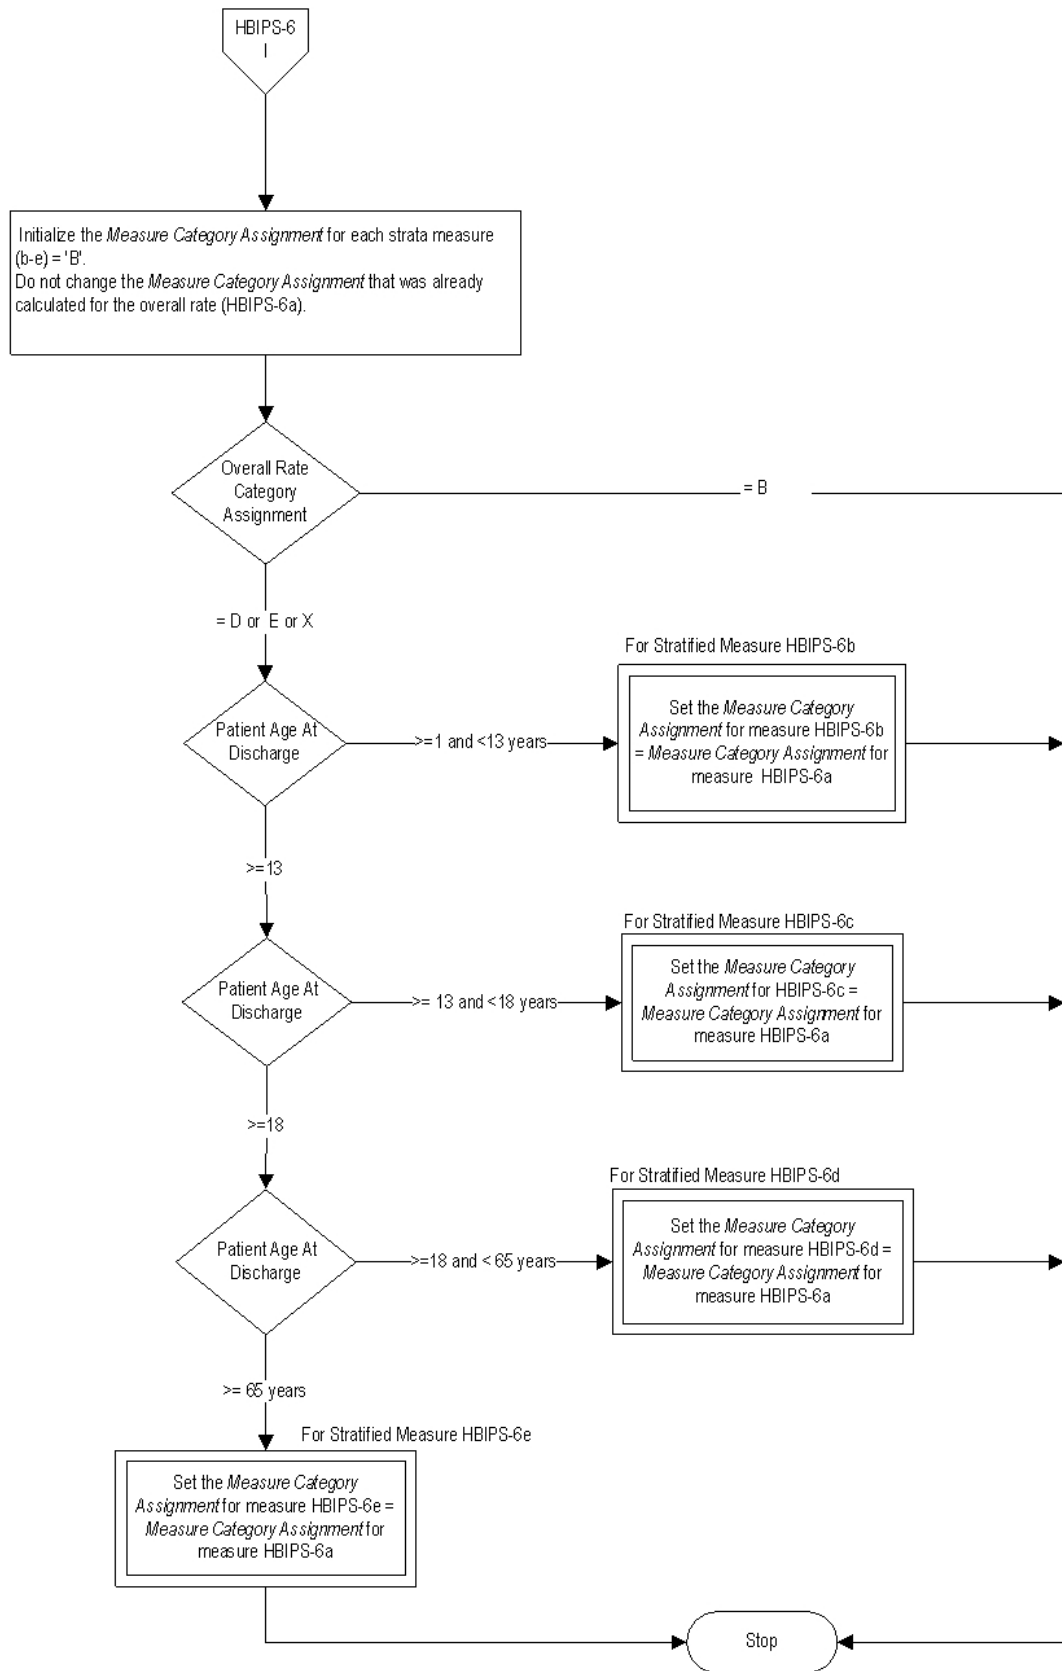 HBIPS-6
I
Initialize the Measure Category Assignment for each strata measure
(b-e) = 'B'.
Do not change the Measure Category Assignment that was already
calculated for the overall rate (HBIPS-6a).
Overall Rate
Category
Assignment
= B
= D or E or X
For Stratified Measure HBIPS-6b
Patient Age At
Discharge
>=1 and <13 years
Set the Measure Category
Assignment for measure HBIPS-6b
= Measure Category Assignment for
measure HBIPS-6a
>=13
For Stratified Measure HBIPS-6c
Patient Age At
Discharge
>= 13 and <18 years
Set the Measure Category
Assignment for HBIPS-6c =
Measure Category Assignment for
measure HBIPS-6a
>=18
For Stratified Measure HBIPS-6d
Patient Age At
Discharge
>=18 and < 65 years
Set the Measure Category
Assignment for measure HBIPS-6d =
Measure Category Assignment for
measure HBIPS-6a
>= 65 years
For Stratified Measure HBIPS-6e
Set the Measure Category
Assignment for measure HBIPS-6e =
Measure Category Assignment for
measure HBIPS-6a
Stop